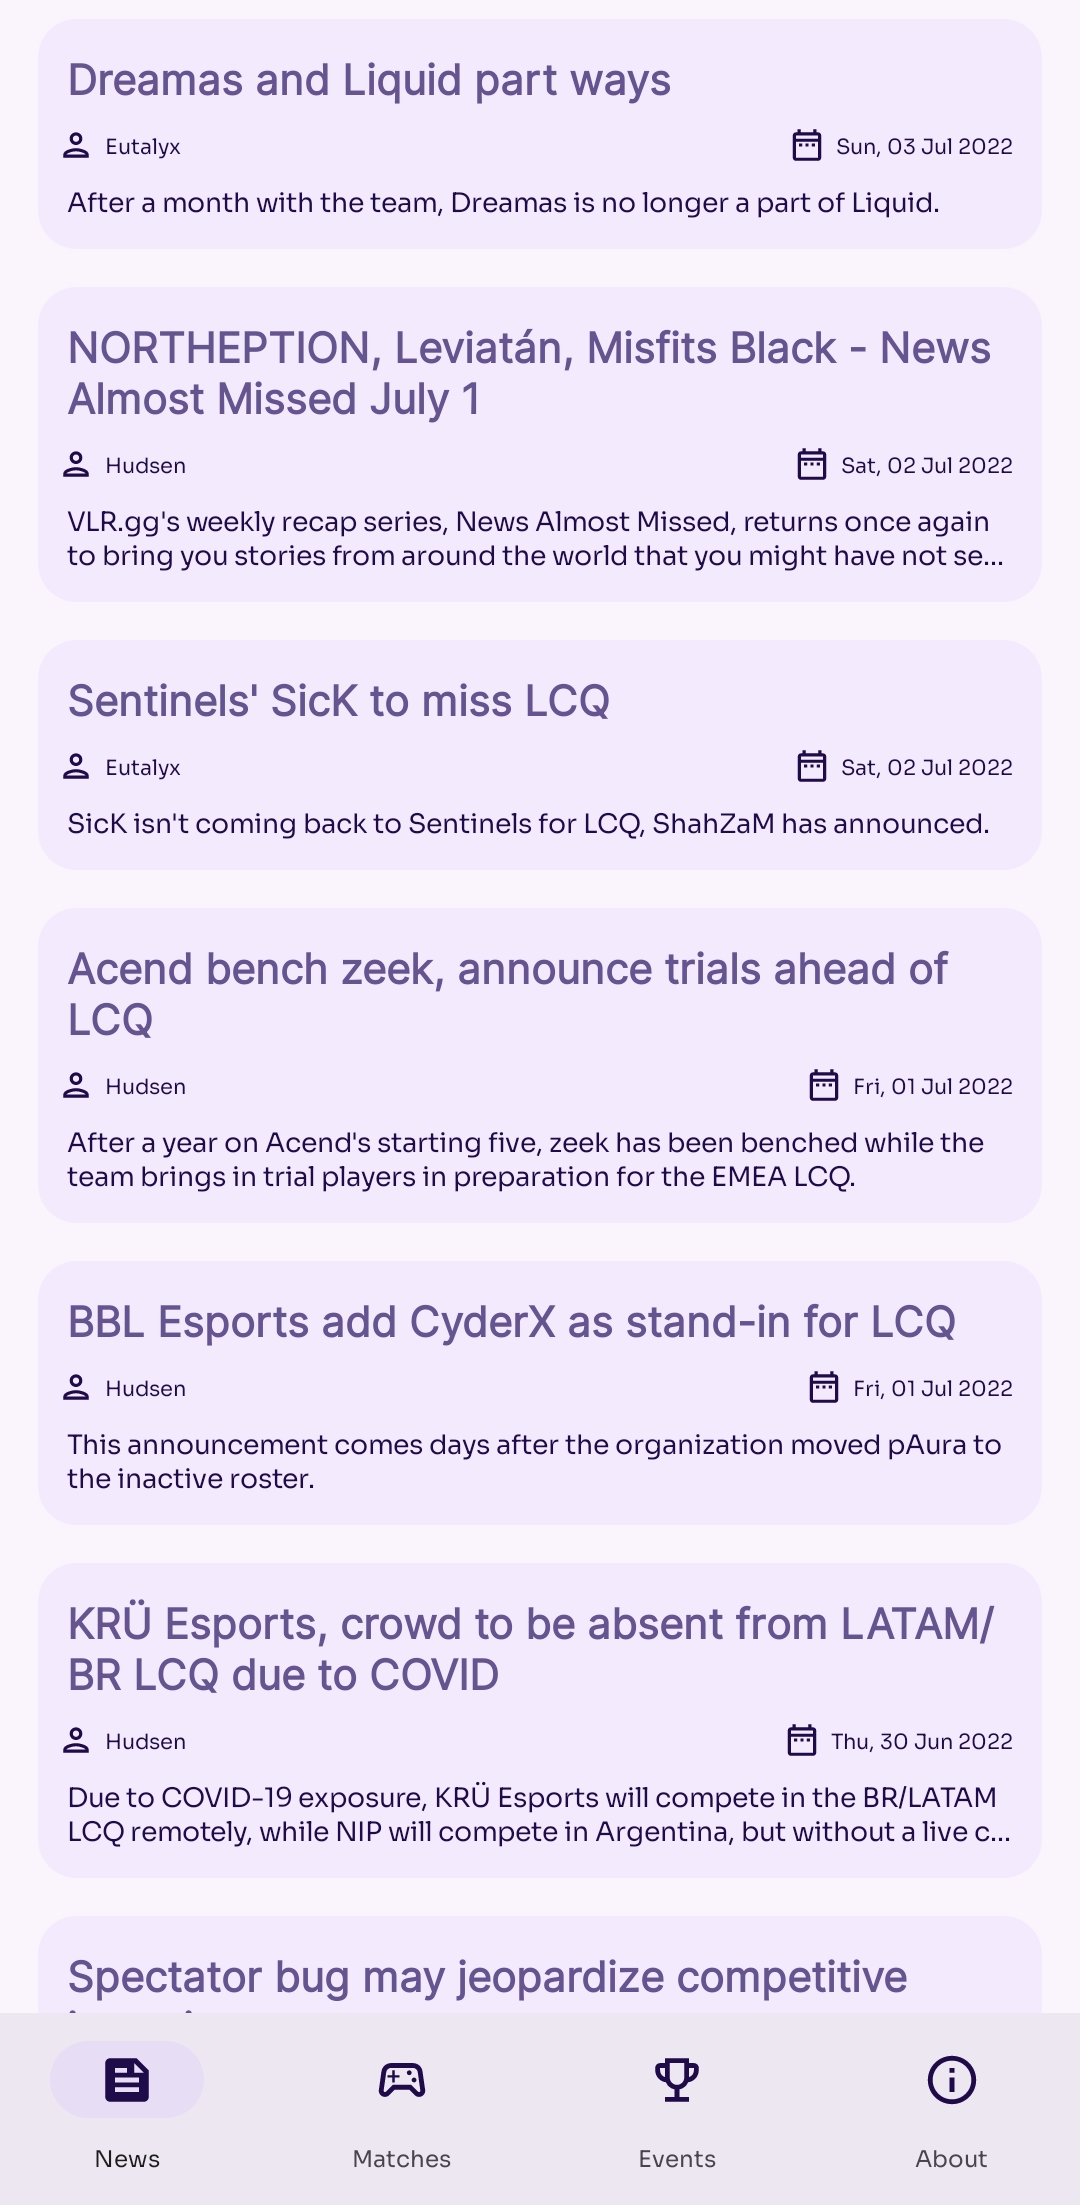 Dreamas and Liquid part ways
Eutalyx
Sun, 03 Jul 2022
After a month with the team, Dreamas is no longer a part of Liquid.
NORTHEPTION, Leviatán, Misfits Black - News
Almost Missed July 1
Hudsen
Sat, 02 Jul 2022
VLR.gg's weekly recap series, News Almost Missed, returns once again
to bring you stories from around the world that you might have not se...
Sentinels' SicK to miss LCQ
Eutalyx
Sat, 02 Jul 2022
SicK isn't coming back to Sentinels for LCQ, ShahZaM has announced.
Acend bench zeek, announce trials ahead of
LCQ
Hudsen
Fri, 01 Jul 2022
After a year on Acend's starting five, zeek has been benched while the
team brings in trial players in preparation for the EMEA LCQ.
BBL Esports add CyderX as stand-in for LCQ
Hudsen
Fri, 01 Jul 2022
This announcement comes days after the organization moved pAura to
the inactive roster.
KRÜ Esports, crowd to be absent from LATAM/
BR LCQ due to COVID
Hudsen
Thu, 30 Jun 2022
Due to COVID-19 exposure, KRÜ Esports will compete in the BR/LATAM
LCQ remotely, while NIP will compete in Argentina, but without a live c...
Spectator bug may jeopardize competitive
News
Matches
Events
About